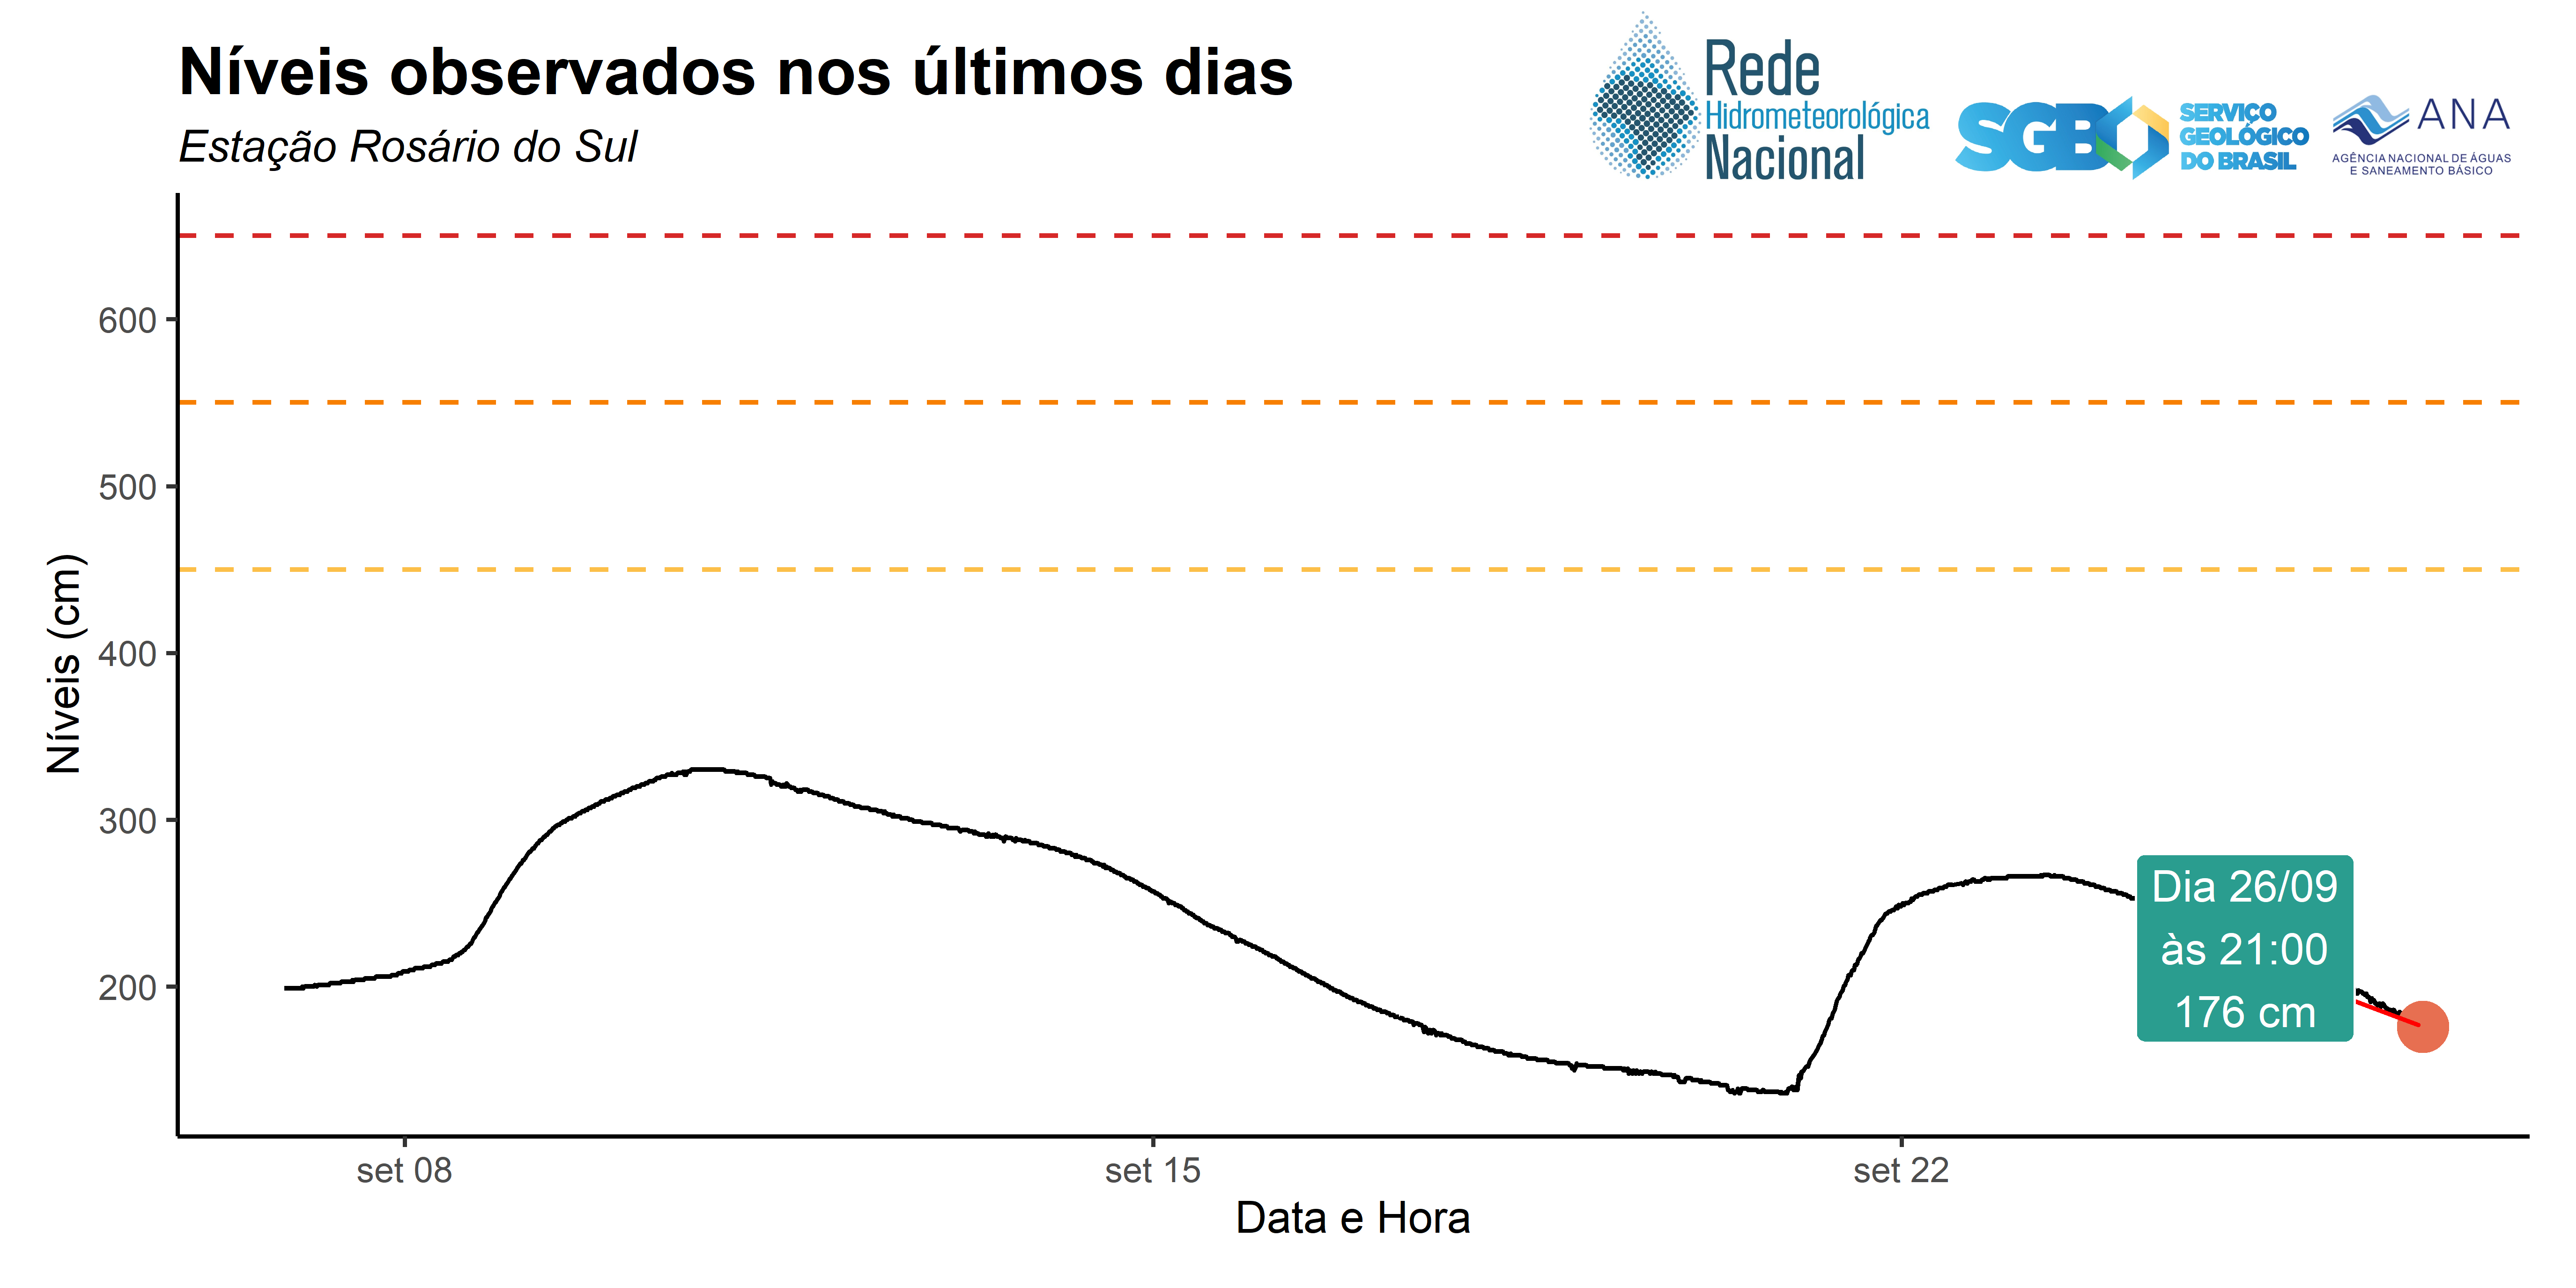 Níveis observados nos últimos dias
Estação Rosário do Sul
Rede
Hidrometeorológica
Nacional
SGB
SERVIÇO
GEOLÓGICO
DO BRASIL
ANA
AGÊNCIA NACIONAL DE ÁGUAS
E SANEAMENTO BÁSICO
Níveis (cm)
600
500
400
300
200
Dia 26/09
às 21:00
176 cm
set 08
set 15
set 22
Data e Hora